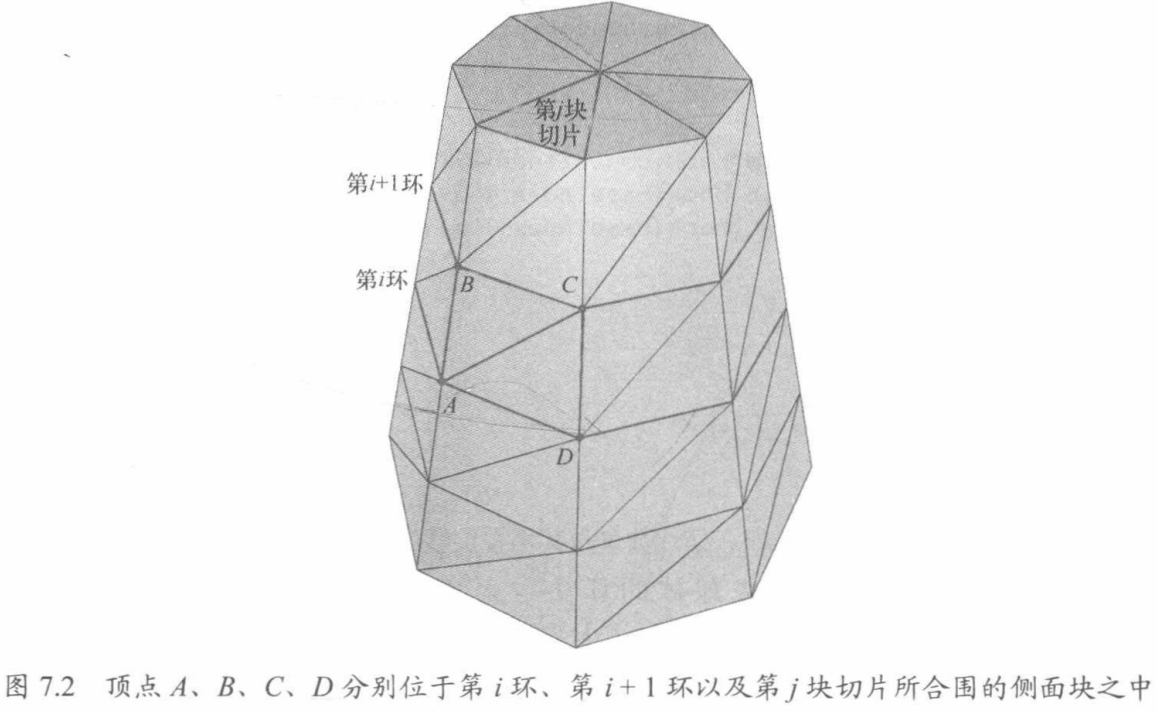 第j块
切片
第i+1环
第i环
B
C
A
D
图 7.2 顶点 A、B、C、D 分别位于第 i 环、第 i + 1 环以及第 j 块切片所合围的侧面块之中